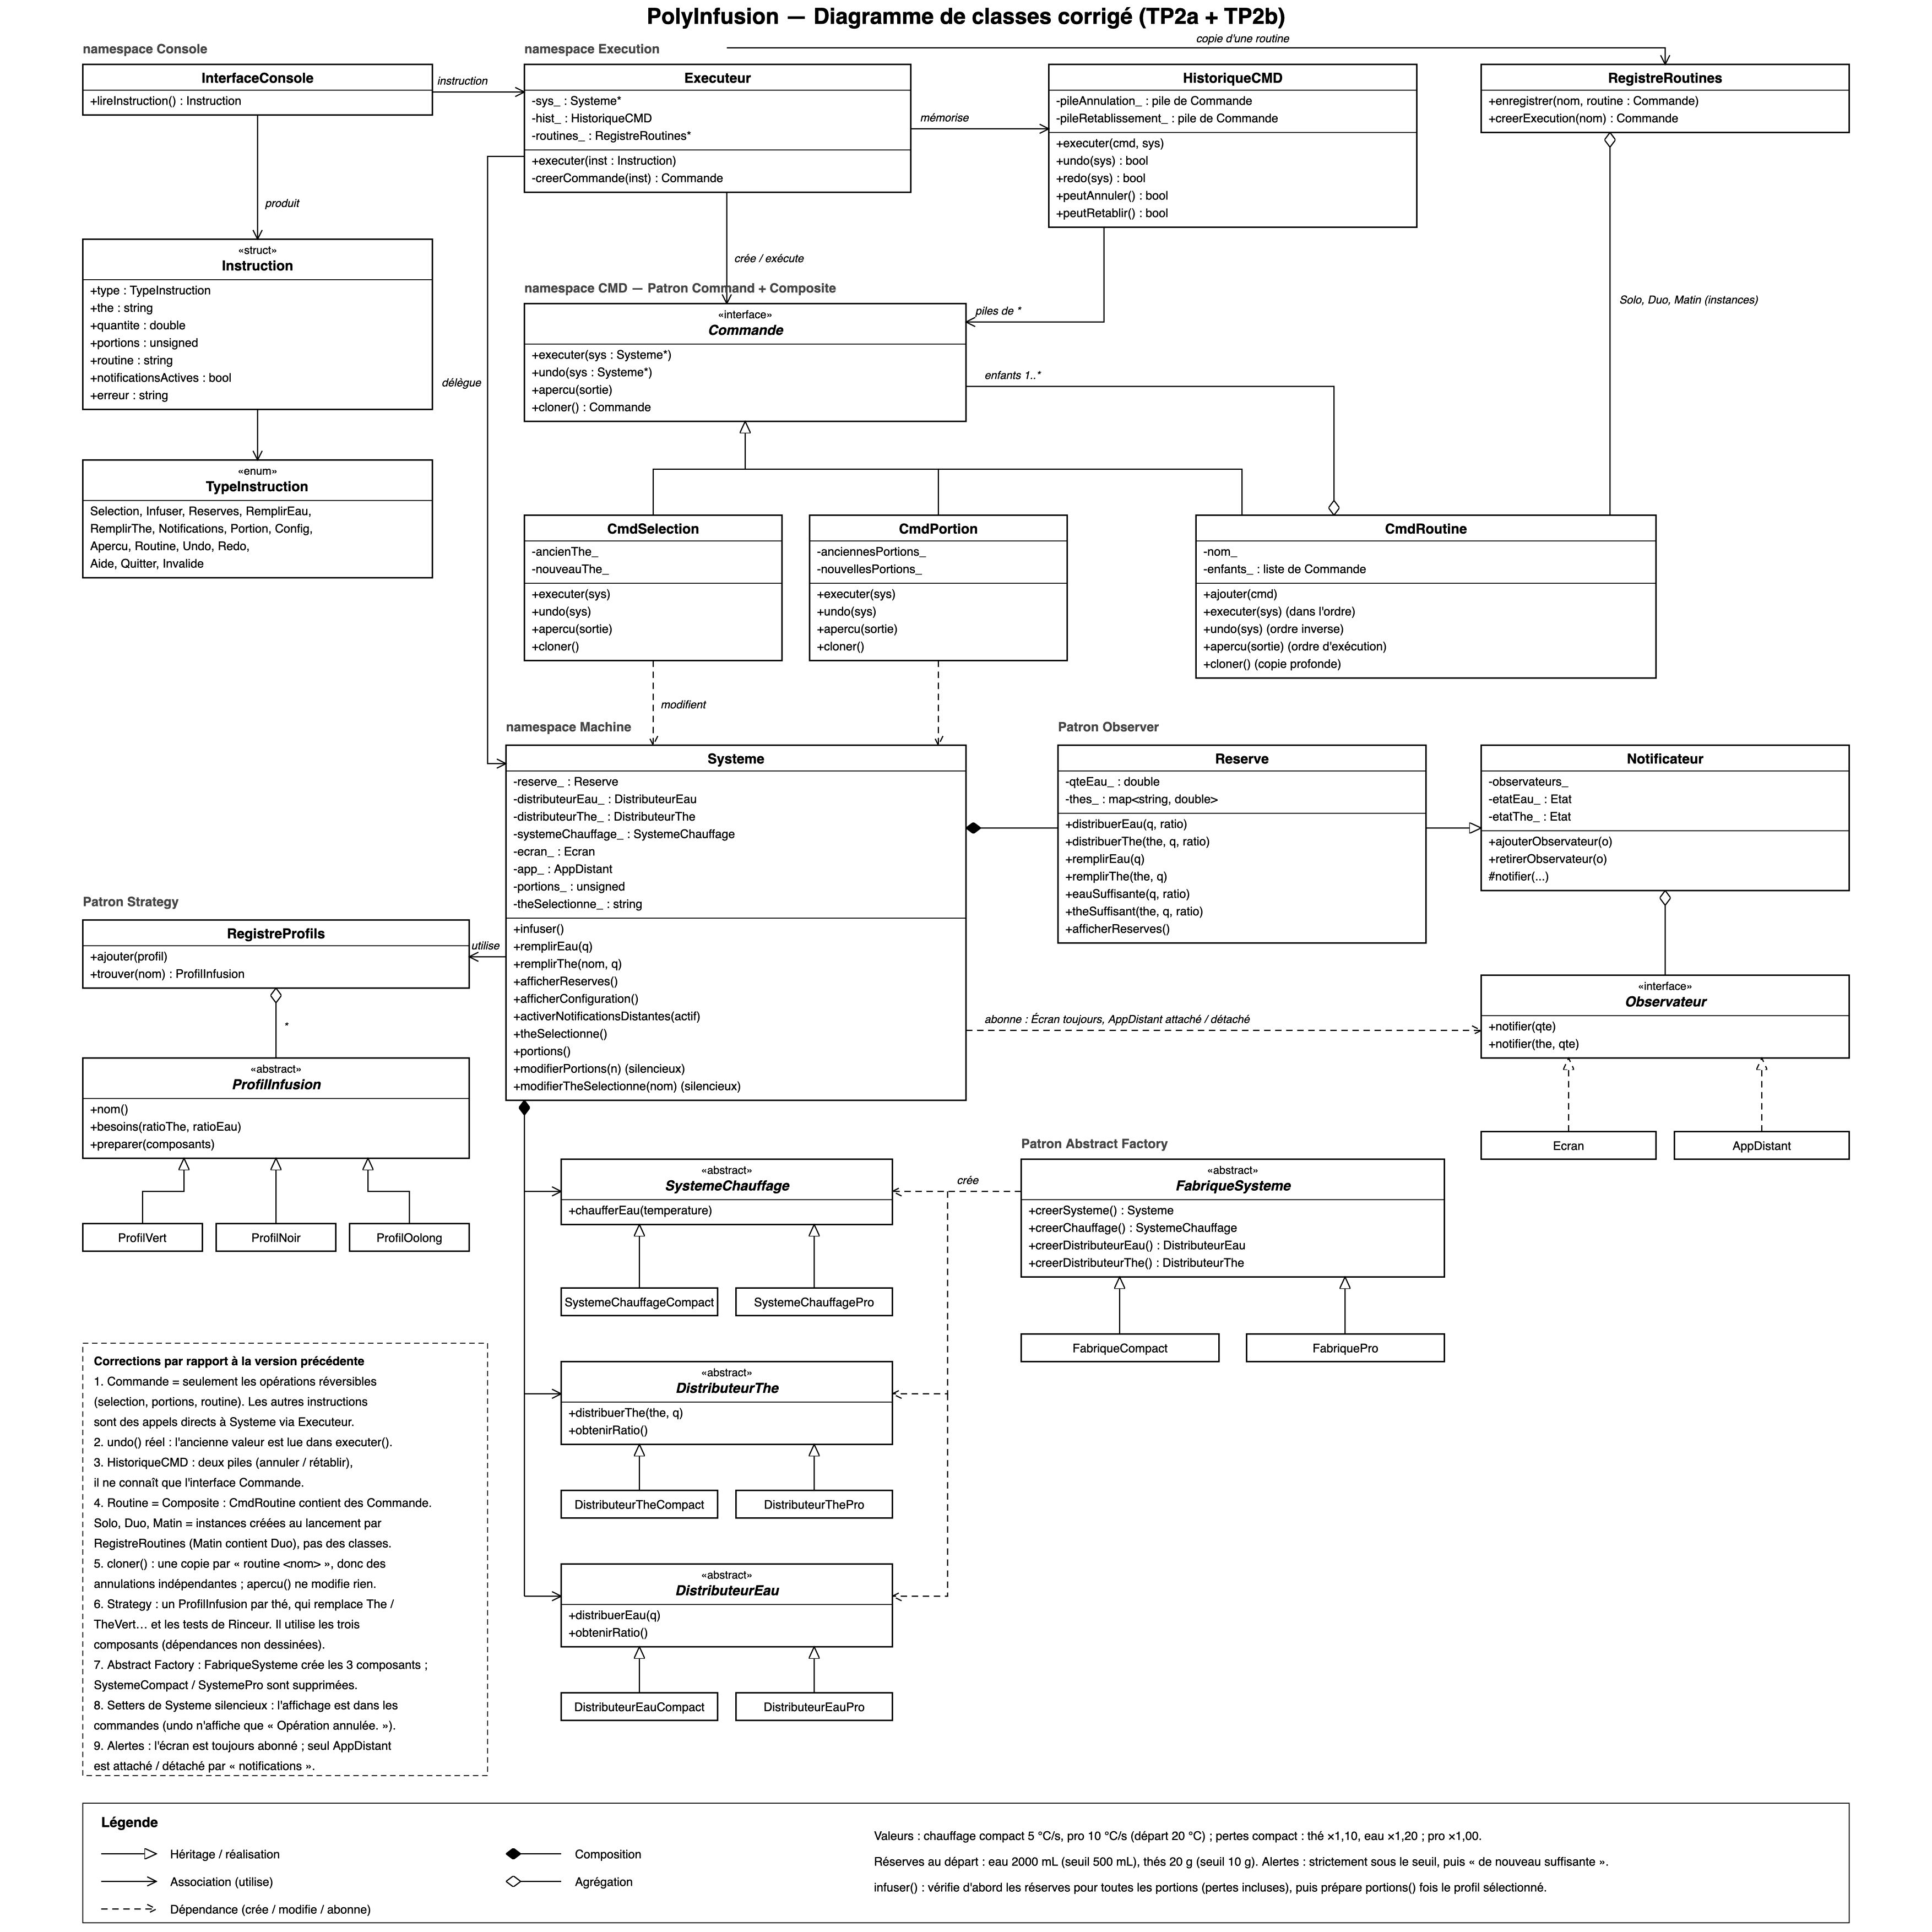 PolyInfusion — Diagramme de classes corrigé (TP2a + TP2b)
copie d'une routine
namespace Console
InterfaceConsole
+lireInstruction() : Instruction
instruction
produit
«struct»
Instruction
+type : TypeInstruction
+the : string
+quantite : double
+portions : unsigned
+routine : string
+notificationsActives : bool
+erreur : string
«enum»
TypeInstruction
Selection, Infuser, Reserves, RemplirEau,
RemplirThe, Notifications, Portion, Config,
Apercu, Routine, Undo, Redo,
Aide, Quitter, Invalide
namespace Execution
Executeur
-sys_ : Systeme*
-hist_ : HistoriqueCMD
-routines_ : RegistreRoutines*
+executer(inst : Instruction)
-creerCommande(inst) : Commande
mémorise
délègue
crée / exécute
HistoriqueCMD
-pileAnnulation_ : pile de Commande
-pileRetablissement_ : pile de Commande
+executer(cmd, sys)
+undo(sys) : bool
+redo(sys) : bool
+peutAnnuler() : bool
+peutRetablir() : bool
RegistreRoutines
+enregistrer(nom, routine : Commande)
+creerExecution(nom) : Commande
Solo, Duo, Matin (instances)
namespace CMD — Patron Command + Composite
«interface»
Commande
+executer(sys : Systeme*)
+undo(sys : Systeme*)
+apercu(sortie)
+cloner() : Commande
piles de *
enfants 1..*
CmdSelection
-ancienThe_
-nouveauThe_
+executer(sys)
+undo(sys)
+apercu(sortie)
+cloner()
CmdPortion
-anciennesPortions_
-nouvellesPortions_
+executer(sys)
+undo(sys)
+apercu(sortie)
+cloner()
CmdRoutine
-nom_
-enfants_ : liste de Commande
+ajouter(cmd)
+executer(sys) (dans l'ordre)
+undo(sys) (ordre inverse)
+apercu(sortie) (ordre d'exécution)
+cloner() (copie profonde)
modifient
namespace Machine
Systeme
-reserve_ : Reserve
-distributeurEau_ : DistributeurEau
-distributeurThe_ : DistributeurThe
-systemeChauffage_ : SystemeChauffage
-ecran_ : Ecran
-app_ : AppDistant
-portions_ : unsigned
-theSelectionne_ : string
+infuser()
+remplirEau(q)
+remplirThe(nom, q)
+afficherReserves()
+afficherConfiguration()
+activerNotificationsDistantes(actif)
+theSelectionne()
+portions()
+modifierPortions(n) (silencieux)
+modifierTheSelectionne(nom) (silencieux)
Patron Observer
Reserve
-qteEau_ : double
-thes_ : map<string, double>
+distribuerEau(q, ratio)
+distribuerThe(the, q, ratio)
+remplirEau(q)
+remplirThe(the, q)
+eauSuffisante(q, ratio)
+theSuffisant(the, q, ratio)
+afficherReserves()
Notificateur
-observateurs_
-etatEau_ : Etat
-etatThe_ : Etat
+ajouterObservateur(o)
+retirerObservateur(o)
#notifier(...)
abonne : Écran toujours, AppDistant attaché / détaché
«interface»
Observateur
+notifier(qte)
+notifier(the, qte)
Ecran
AppDistant
Patron Strategy
RegistreProfils
+ajouter(profil)
+trouver(nom) : ProfilInfusion
utilise
*
«abstract»
ProfilInfusion
+nom()
+besoins(ratioThe, ratioEau)
+preparer(composants)
ProfilVert
ProfilNoir
ProfilOolong
«abstract»
SystemeChauffage
+chaufferEau(temperature)
SystemeChauffageCompact
SystemeChauffagePro
crée
Patron Abstract Factory
«abstract»
FabriqueSysteme
+creerSysteme() : Systeme
+creerChauffage() : SystemeChauffage
+creerDistributeurEau() : DistributeurEau
+creerDistributeurThe() : DistributeurThe
FabriqueCompact
FabriquePro
«abstract»
DistributeurThe
+distribuerThe(the, q)
+obtenirRatio()
DistributeurTheCompact
DistributeurThePro
«abstract»
DistributeurEau
+distribuerEau(q)
+obtenirRatio()
DistributeurEauCompact
DistributeurEauPro
Corrections par rapport à la version précédente
1. Commande = seulement les opérations réversibles
(selection, portions, routine). Les autres instructions
sont des appels directs à Systeme via Executeur.
2. undo() réel : l'ancienne valeur est lue dans executer().
3. HistoriqueCMD : deux piles (annuler / rétablir),
il ne connaît que l'interface Commande.
4. Routine = Composite : CmdRoutine contient des Commande.
Solo, Duo, Matin = instances créées au lancement par
RegistreRoutines (Matin contient Duo), pas des classes.
5. cloner() : une copie par « routine <nom> », donc des
annulations indépendantes ; apercu() ne modifie rien.
6. Strategy : un ProfilInfusion par thé, qui remplace The /
TheVert… et les tests de Rinceur. Il utilise les trois
composants (dépendances non dessinées).
7. Abstract Factory : FabriqueSysteme crée les 3 composants ;
SystemeCompact / SystemePro sont supprimées.
8. Setters de Systeme silencieux : l'affichage est dans les
commandes (undo n'affiche que « Opération annulée. »).
9. Alertes : l'écran est toujours abonné ; seul AppDistant
est attaché / détaché par « notifications ».
Légende
Héritage / réalisation
Association (utilise)
Dépendance (crée / modifie / abonne)
Composition
Agrégation
Valeurs : chauffage compact 5 °C/s, pro 10 °C/s (départ 20 °C) ; pertes compact : thé ×1,10, eau ×1,20 ; pro ×1,00.
Réserves au départ : eau 2000 mL (seuil 500 mL), thés 20 g (seuil 10 g). Alertes : strictement sous le seuil, puis « de nouveau suffisante ».
infuser() : vérifie d'abord les réserves pour toutes les portions (pertes incluses), puis prépare portions() fois le profil sélectionné.